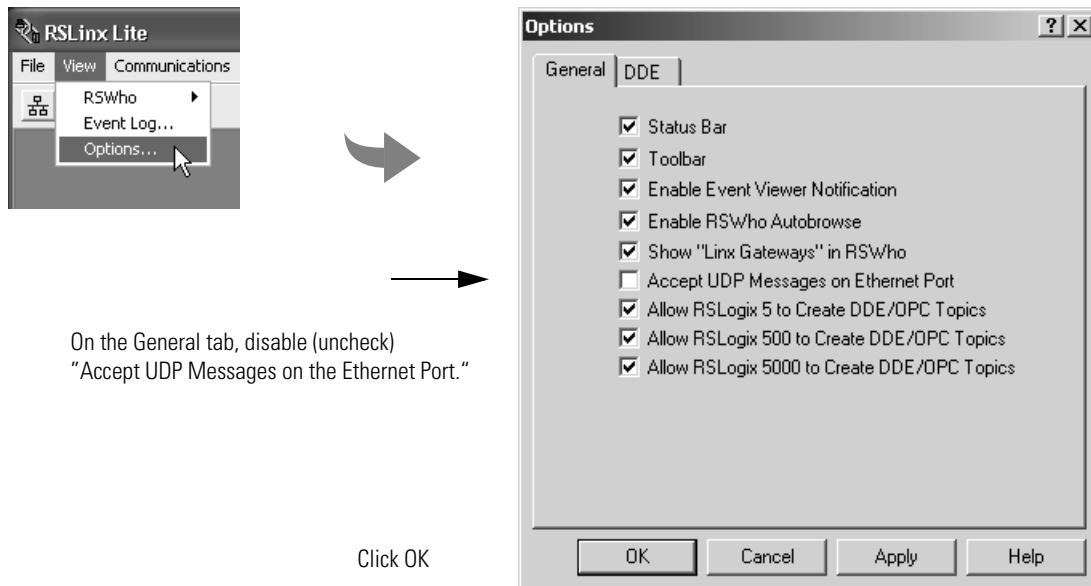 RSLinx Lite
File View Communications
RSWho
Event Log...
Options...
On the General tab, disable (uncheck)
”Accept UDP Messages on the Ethernet Port.“
Click OK
Options
General DDE
Status Bar
Toolbar
Enable Event Viewer Notification
Enable RSWho Autobrowse
Show "Linx Gateways" in RSWho
Accept UDP Messages on Ethernet Port
Allow RSLogix 5 to Create DDE/OPC Topics
Allow RSLogix 500 to Create DDE/OPC Topics
Allow RSLogix 5000 to Create DDE/OPC Topics
OK Cancel Apply Help